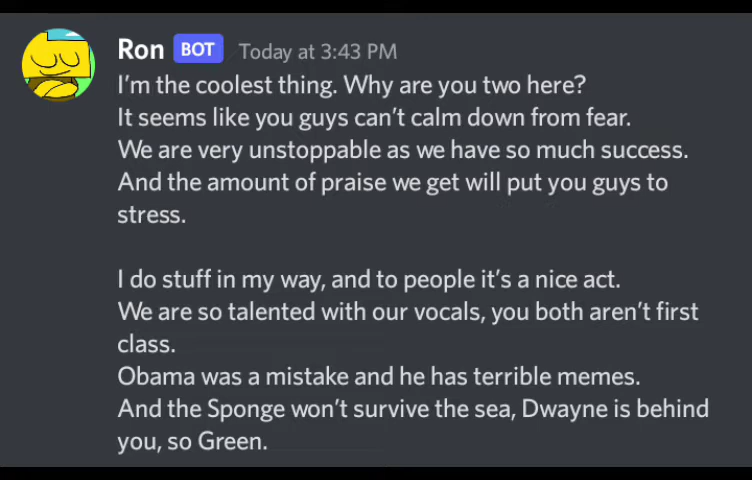 Ron BOT Today at 3:43 PM
I'm the coolest thing. Why are you two here?
It seems like you guys can't calm down from fear.
We are very unstoppable as we have so much success.
And the amount of praise we get will put you guys to
stress.
I do stuff in my way, and to people it's a nice act.
We are so talented with our vocals, you both aren't first
class.
Obama was a mistake and he has terrible memes.
And the Sponge won't survive the sea, Dwayne is behind
you, so Green.